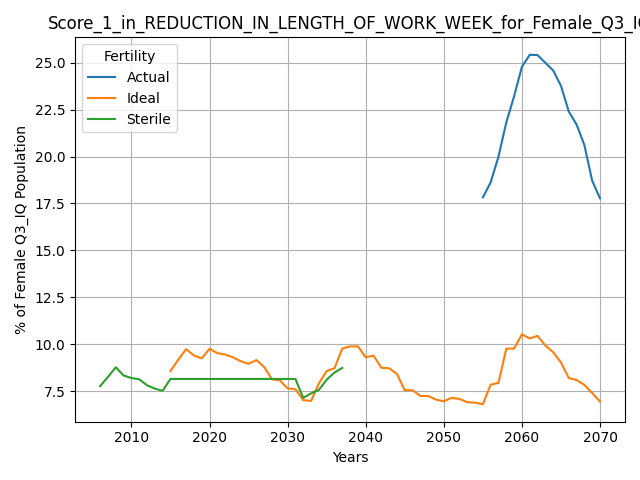 Score_1_in_REDUCTION_IN_LENGTH_OF_WORK_WEEK_for_Female_Q3_IQ
Fertility
Actual
Ideal
Sterile
% of Female Q3_IQ Population
25.0
22.5
20.0
17.5
15.0
12.5
10.0
7.5
2010 2020 2030 2040 2050 2060 2070
Years